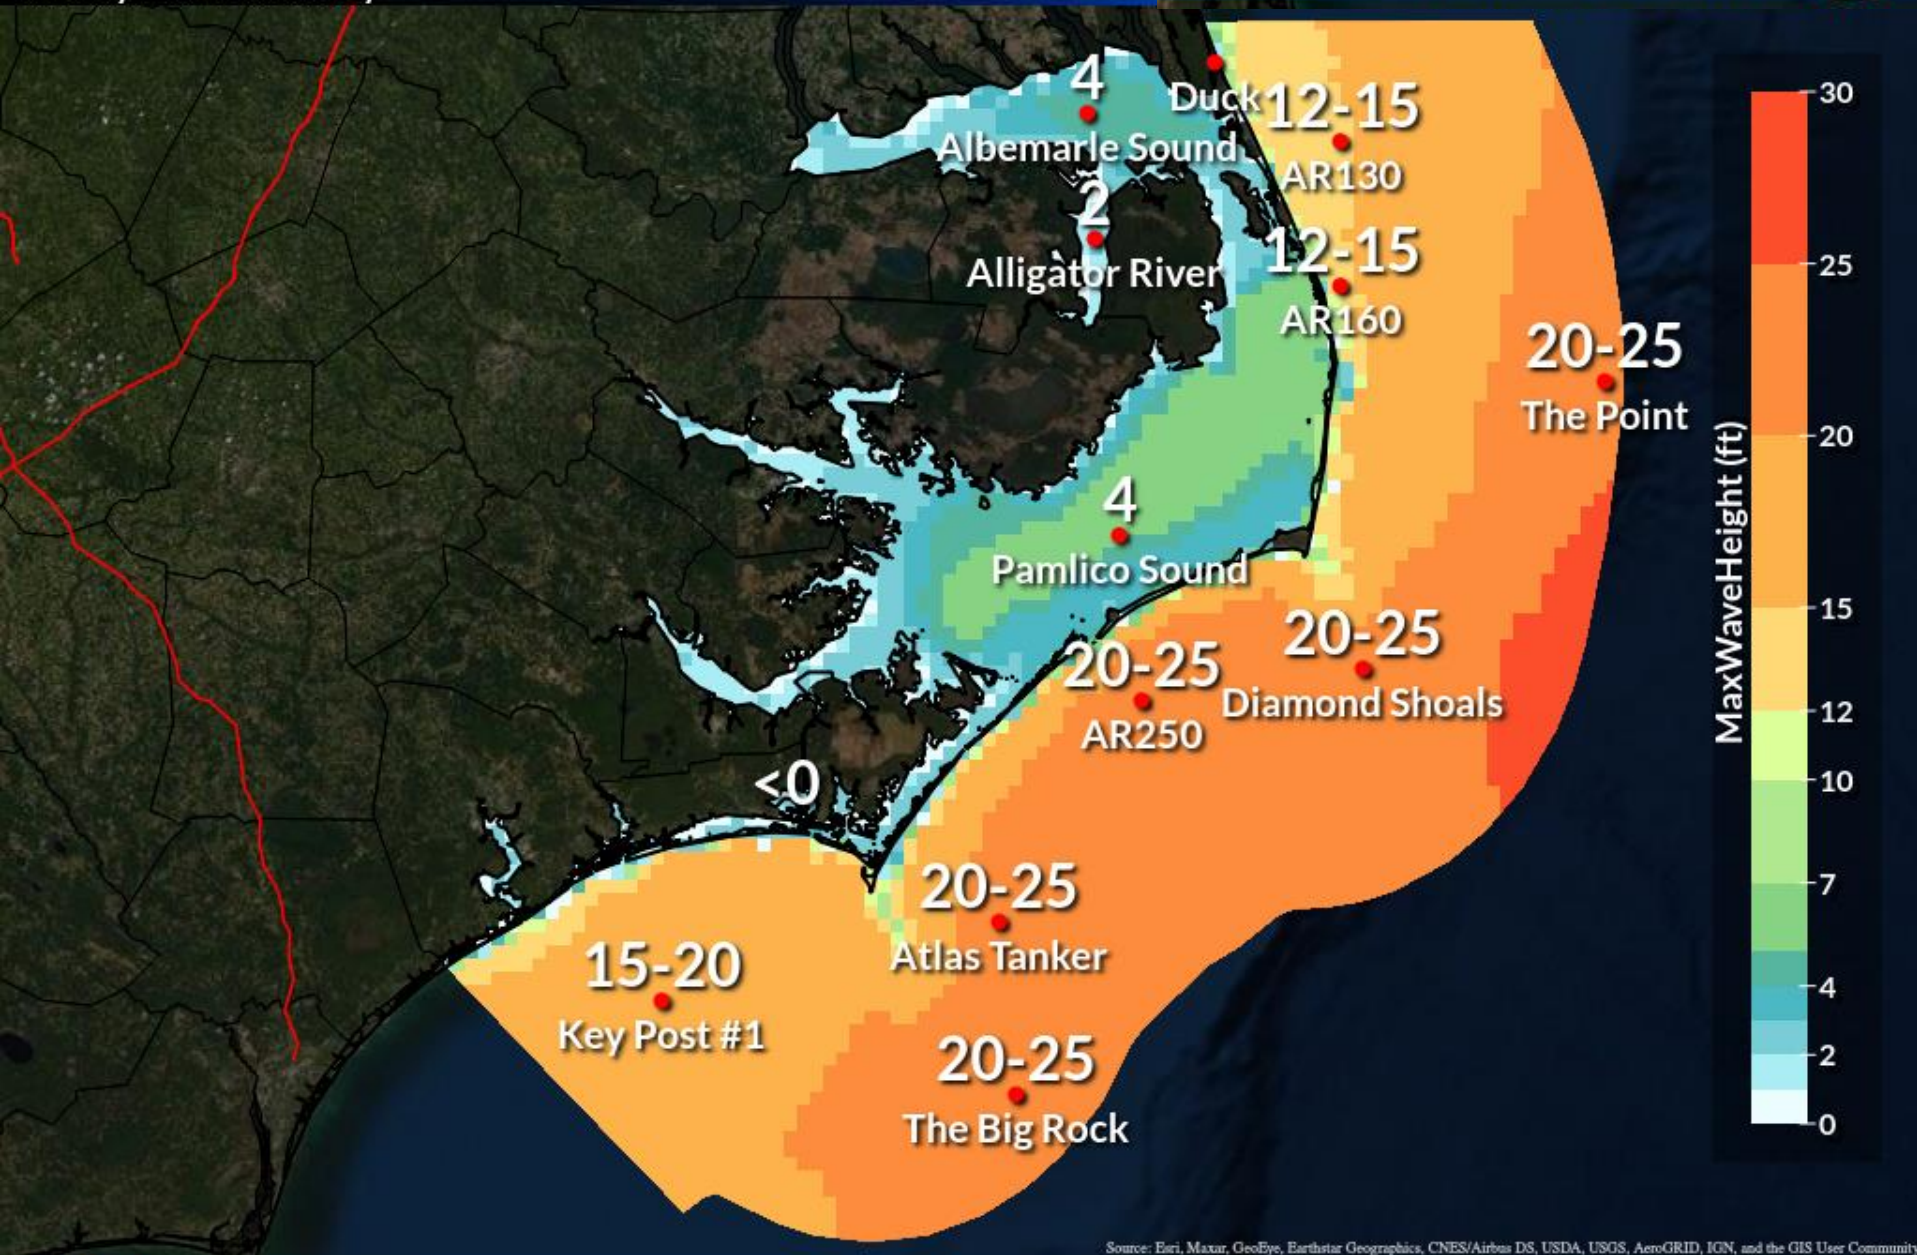 4
Duck
12-15
Albemarle Sound
AR130
2
12-15
Alligator River
AR160
20-25
The Point
4
Pamlico Sound
20-25
Diamond Shoals
20-25
AR250
<0
20-25
Atlas Tanker
15-20
Key Post #1
20-25
The Big Rock
MaxWaveHeight (ft)
30
25
20
15
12
10
7
4
2
0
Source: Esri, Maxar, GeoEye, Earthstar Geographics, CNES/Airbus DS, USDA, USGS, AeroGRID, IGN, and the GIS User Community